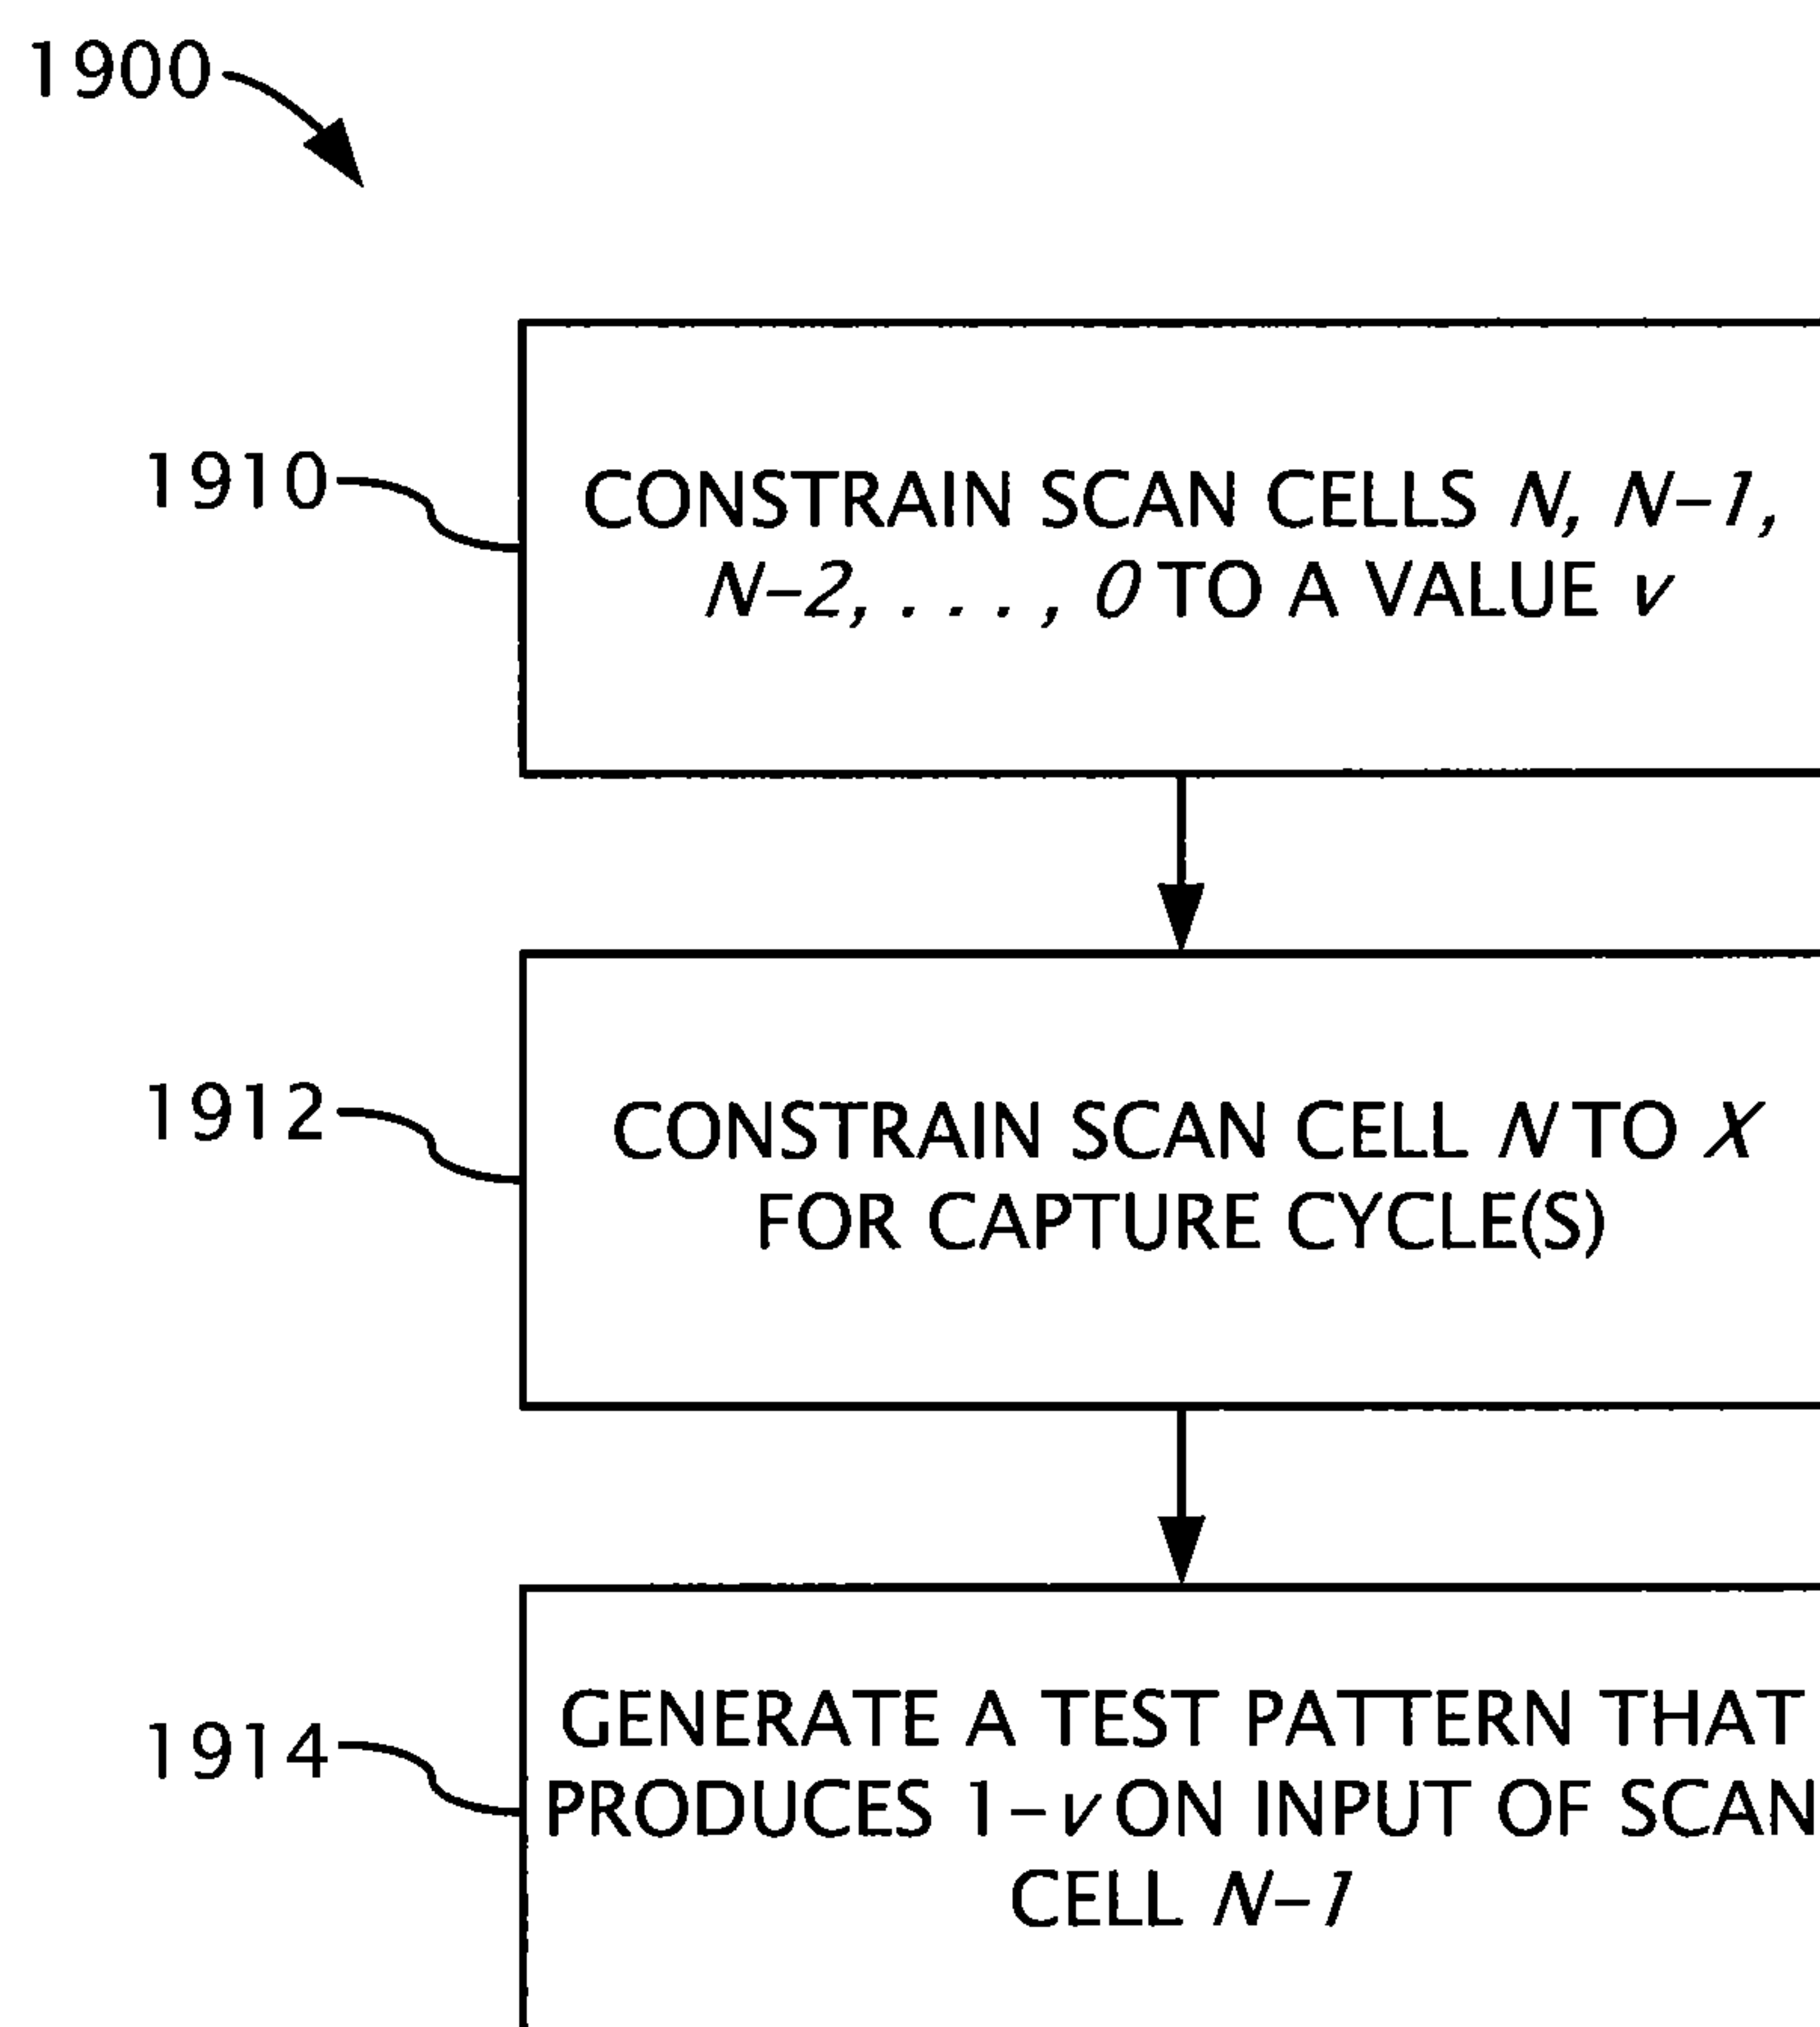 1900
1910
CONSTRAIN SCAN CELLS N, N–1,
N–2, . . . , 0 TO A VALUE v
1912
CONSTRAIN SCAN CELL N TO X
FOR CAPTURE CYCLE(S)
1914
GENERATE A TEST PATTERN THAT
PRODUCES 1–v ON INPUT OF SCAN
CELL N–1